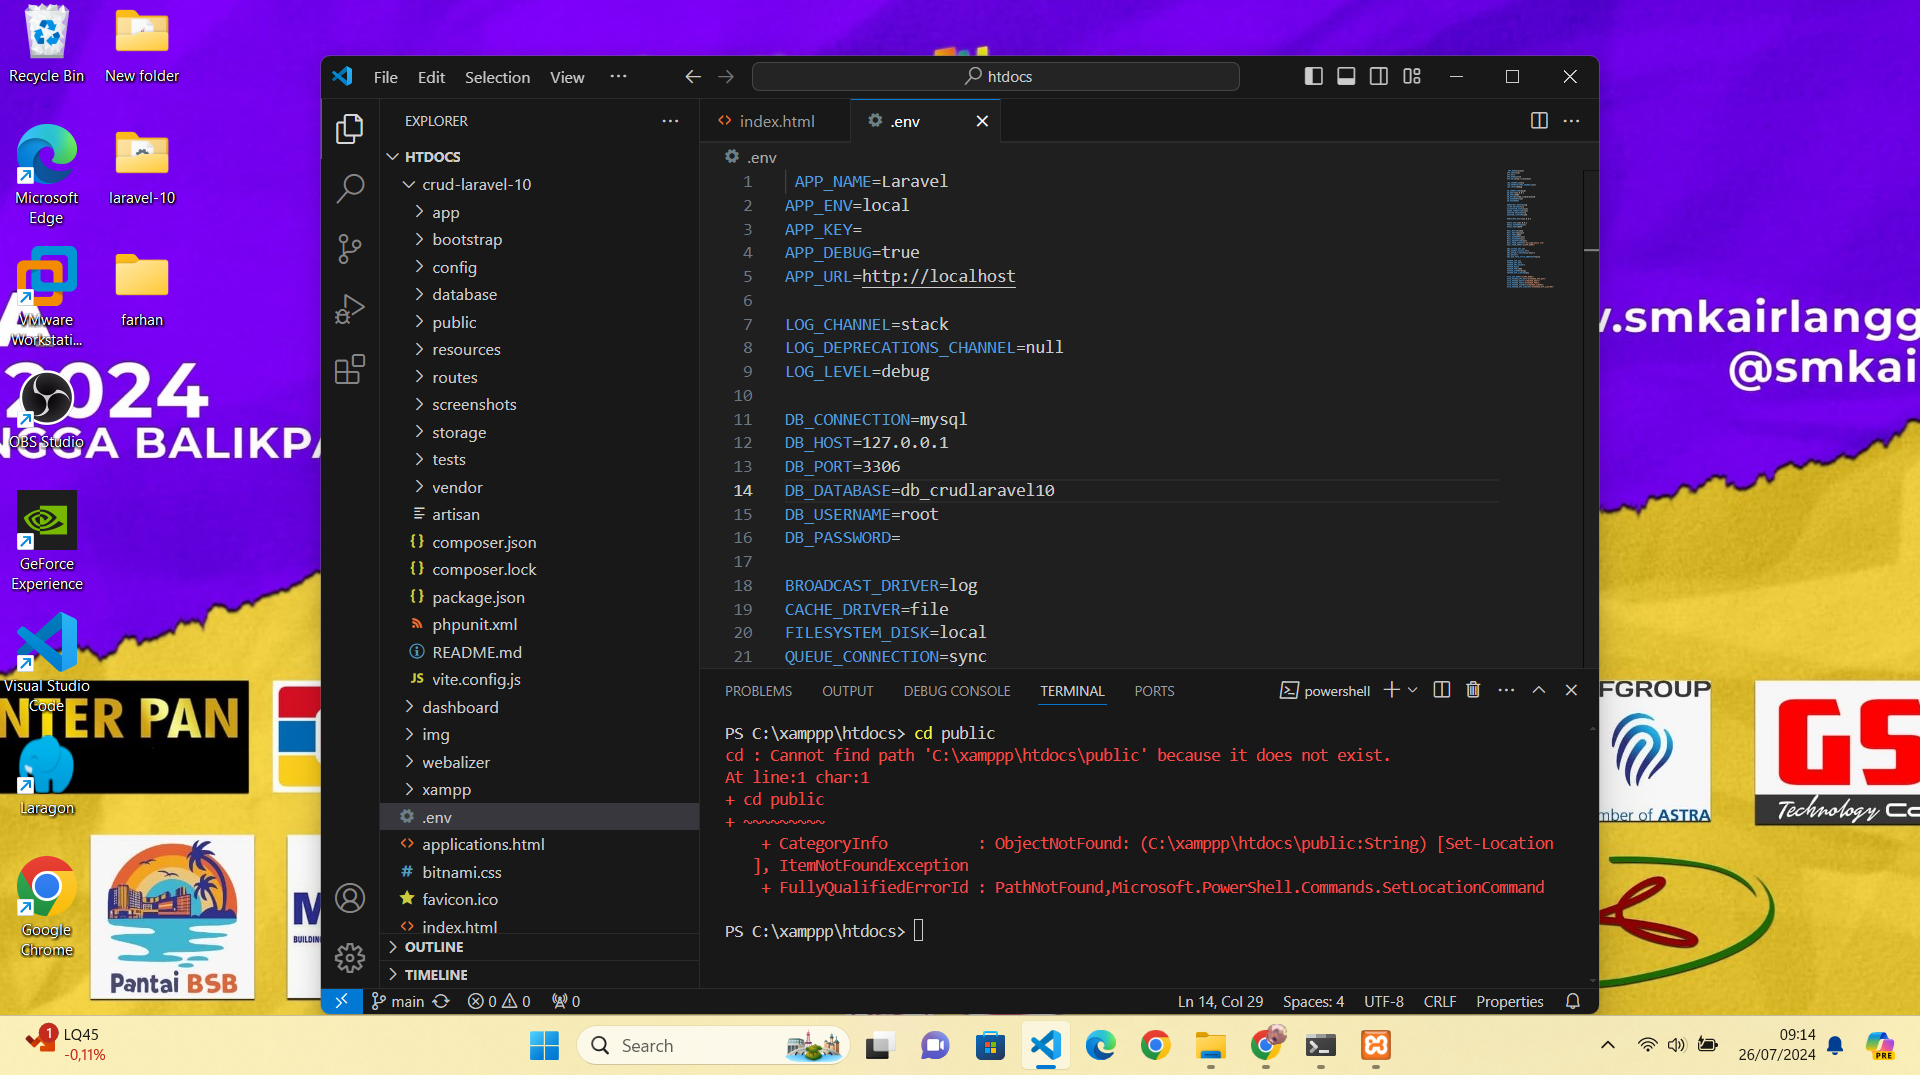 Recycle Bin
New folder
Microsoft Edge
laravel-10
VMware Workstati...
farhan
2024
NGGA BALIKPA
OBS Studio
GeForce Experience
Visual Studio Code
NTER PAN
Laragon
Google Chrome
Pantai BSB
M
BUILDING
File Edit Selection View ···
htdocs
EXPLORER
HTDOCS
crud-laravel-10
app
bootstrap
config
database
public
resources
routes
screenshots
storage
tests
vendor
artisan
composer.json
composer.lock
package.json
phpunit.xml
README.md
JS vite.config.js
dashboard
img
webalizer
xampp
.env
applications.html
bitnami.css
favicon.ico
index.html
OUTLINE
TIMELINE
index.html .env
.env
1 APP_NAME=Laravel
2 APP_ENV=local
3 APP_KEY=
4 APP_DEBUG=true
5 APP_URL=http://localhost
6
7 LOG_CHANNEL=stack
8 LOG_DEPRECATIONS_CHANNEL=null
9 LOG_LEVEL=debug
10
11 DB_CONNECTION=mysql
12 DB_HOST=127.0.0.1
13 DB_PORT=3306
14 DB_DATABASE=db_crudlaravel10
15 DB_USERNAME=root
16 DB_PASSWORD=
17
18 BROADCAST_DRIVER=log
19 CACHE_DRIVER=file
20 FILESYSTEM_DISK=local
21 QUEUE_CONNECTION=sync
PROBLEMS OUTPUT DEBUG CONSOLE TERMINAL PORTS powershell
PS C:\xamppp\htdocs> cd public
cd : Cannot find path 'C:\xamppp\htdocs\public' because it does not exist.
At line:1 char:1
+ cd public
+ ~~~~~~~~~
+ CategoryInfo : ObjectNotFound: (C:\xamppp\htdocs\public:String) [Set-Location
], ItemNotFoundException
+ FullyQualifiedErrorId : PathNotFound,Microsoft.PowerShell.Commands.SetLocationCommand
PS C:\xamppp\htdocs>
main 0 0 0 Ln 14, Col 29 Spaces: 4 UTF-8 CRLF Properties
.smkairlangg
@smkai
FGROUP
mber of ASTRA
GS
Technology Co
1 LQ45
-0,11%
Search
PRE
09:14
26/07/2024